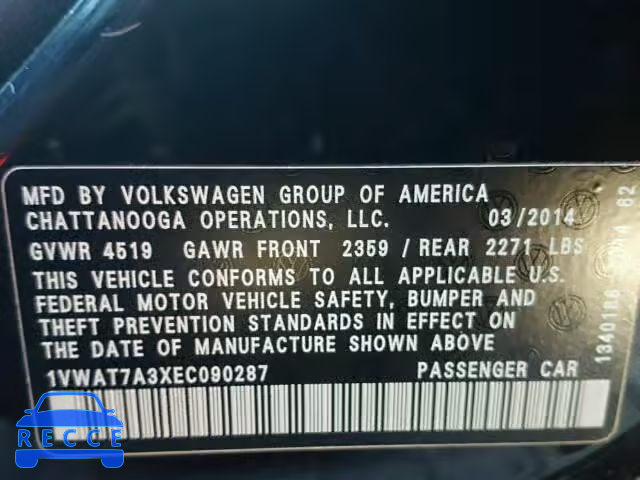 MFD BY VOLKSWAGEN GROUP OF AMERICA
CHATTANOOGA OPERATIONS, LLC. 03/2014
GVWR 4519 GAWR FRONT 2359 / REAR 2271 LBS
THIS VEHICLE CONFORMS TO ALL APPLICABLE U.S.
FEDERAL MOTOR VEHICLE SAFETY, BUMPER AND
THEFT PREVENTION STANDARDS IN EFFECT ON
THE DATE OF MANUFACTURE SHOWN ABOVE.
1VWAT7A3XEC090287 PASSENGER CAR
RECCE